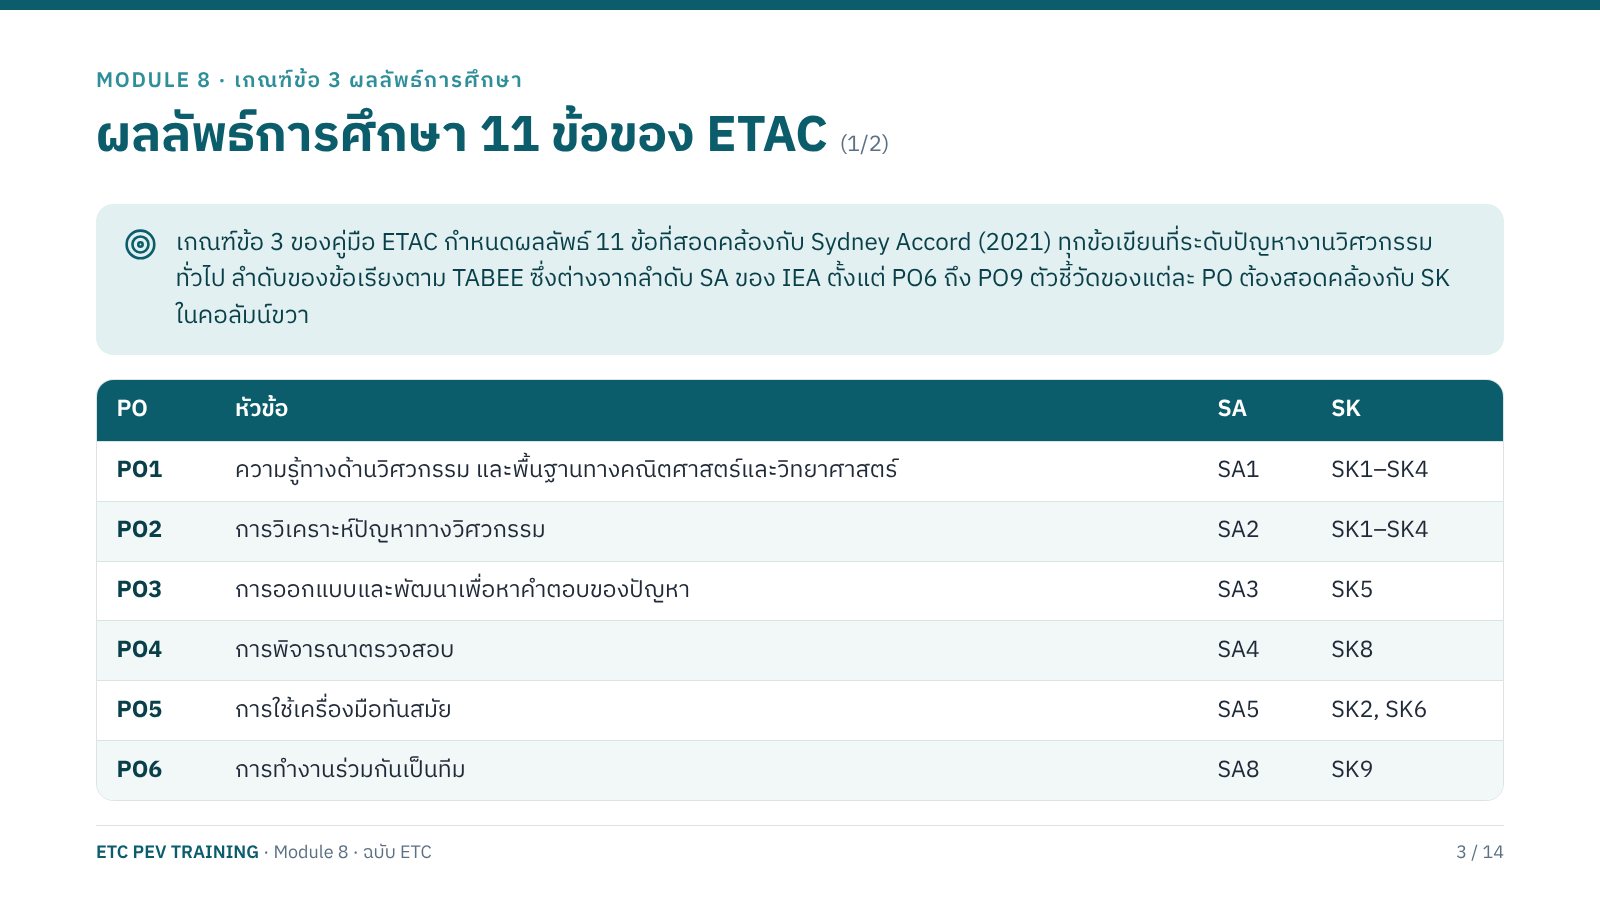 MODULE 8 · เกณฑ์ข้อ 3 ผลลัพธ์การศึกษา
ผลลัพธ์การศึกษา 11 ข้อของ ETAC (1/2)
เกณฑ์ข้อ 3 ของคู่มือ ETAC กำหนดผลลัพธ์ 11 ข้อที่สอดคล้องกับ Sydney Accord (2021) ทุกข้อเขียนที่ระดับปัญหางานวิศวกรรม
ทั่วไป ลำดับของข้อเรียงตาม TABEE ซึ่งต่างจากลำดับ SA ของ IEA ตั้งแต่ PO6 ถึง PO9 ตัวชี้วัดของแต่ละ PO ต้องสอดคล้องกับ SK
ในคอลัมน์ขวา
PO หัวข้อ SA SK
PO1 ความรู้ทางด้านวิศวกรรม และพื้นฐานทางคณิตศาสตร์และวิทยาศาสตร์ SA1 SK1–SK4
PO2 การวิเคราะห์ปัญหาทางวิศวกรรม SA2 SK1–SK4
PO3 การออกแบบและพัฒนาเพื่อหาคำตอบของปัญหา SA3 SK5
PO4 การพิจารณาตรวจสอบ SA4 SK8
PO5 การใช้เครื่องมือทันสมัย SA5 SK2, SK6
PO6 การทำงานร่วมกันเป็นทีม SA8 SK9
ETC PEV TRAINING · Module 8 · ฉบับ ETC 3 / 14